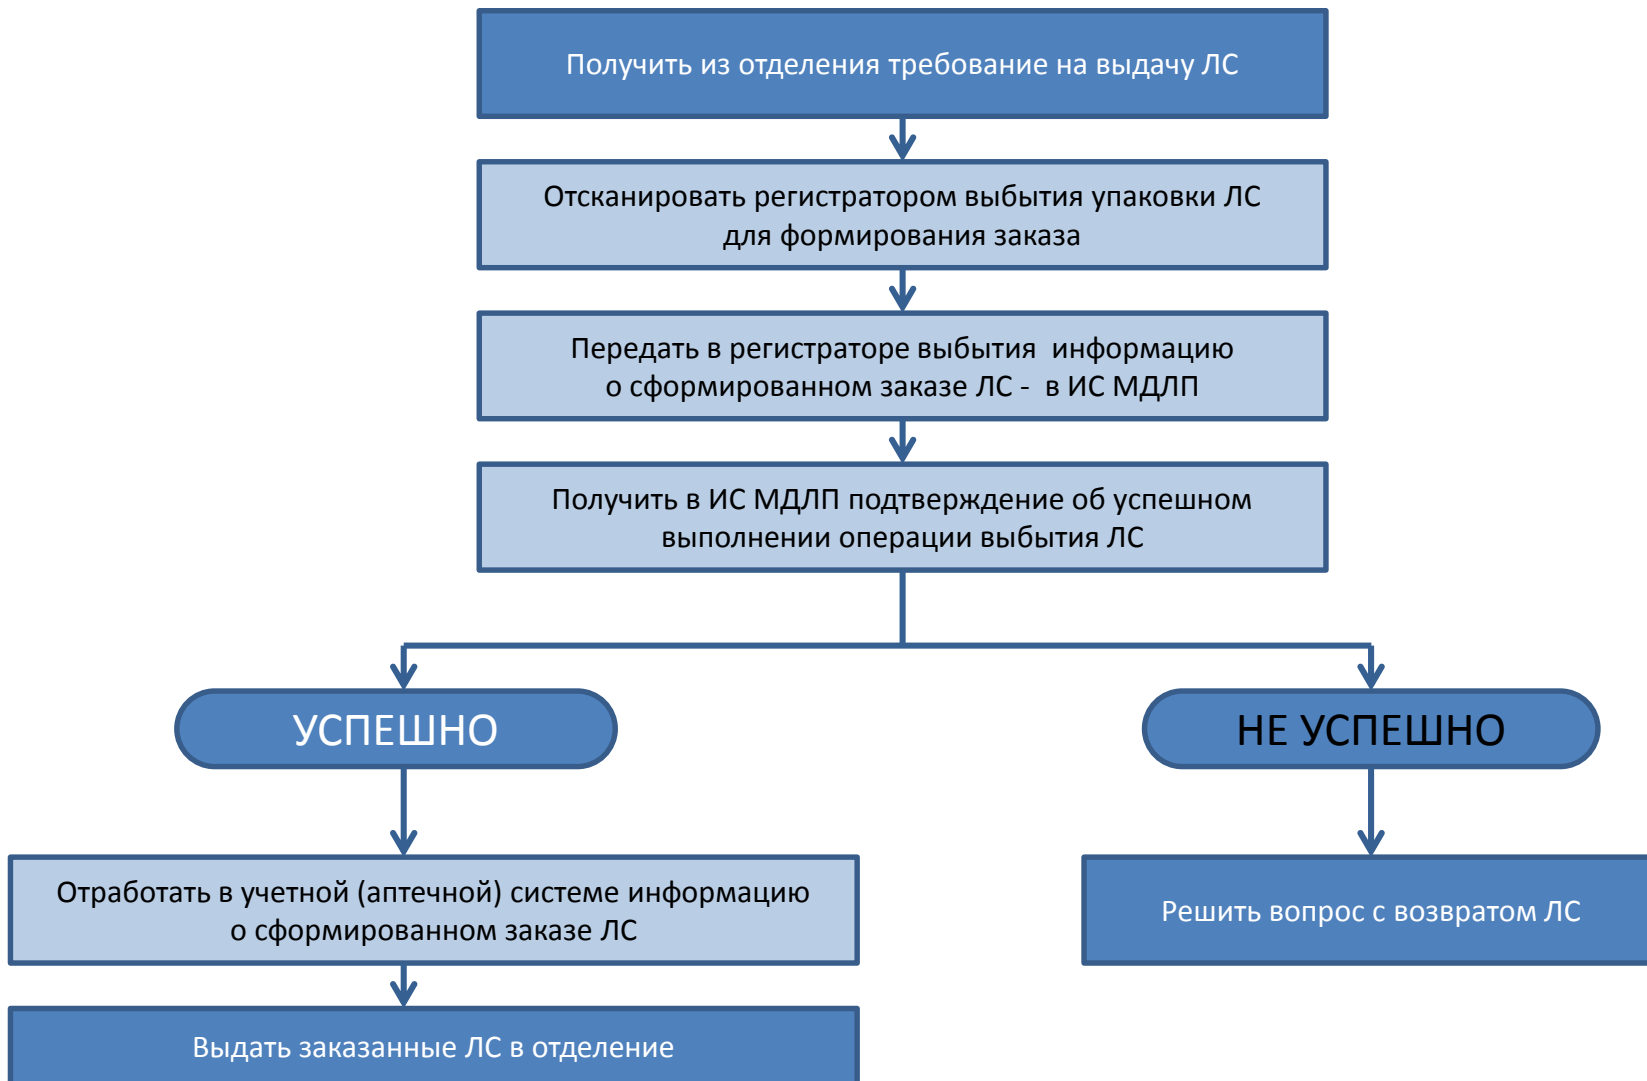 Получить из отделения требование на выдачу ЛС
Отсканировать регистратором выбытия упаковки ЛС
для формирования заказа
Передать в регистраторе выбытия  информацию
о сформированном заказе ЛС -  в ИС МДЛП
Получить в ИС МДЛП подтверждение об успешном
выполнении операции выбытия ЛС
УСПЕШНО
НЕ УСПЕШНО
Отработать в учетной (аптечной) системе информацию
о сформированном заказе ЛС
Решить вопрос с возвратом ЛС
Выдать заказанные ЛС в отделение